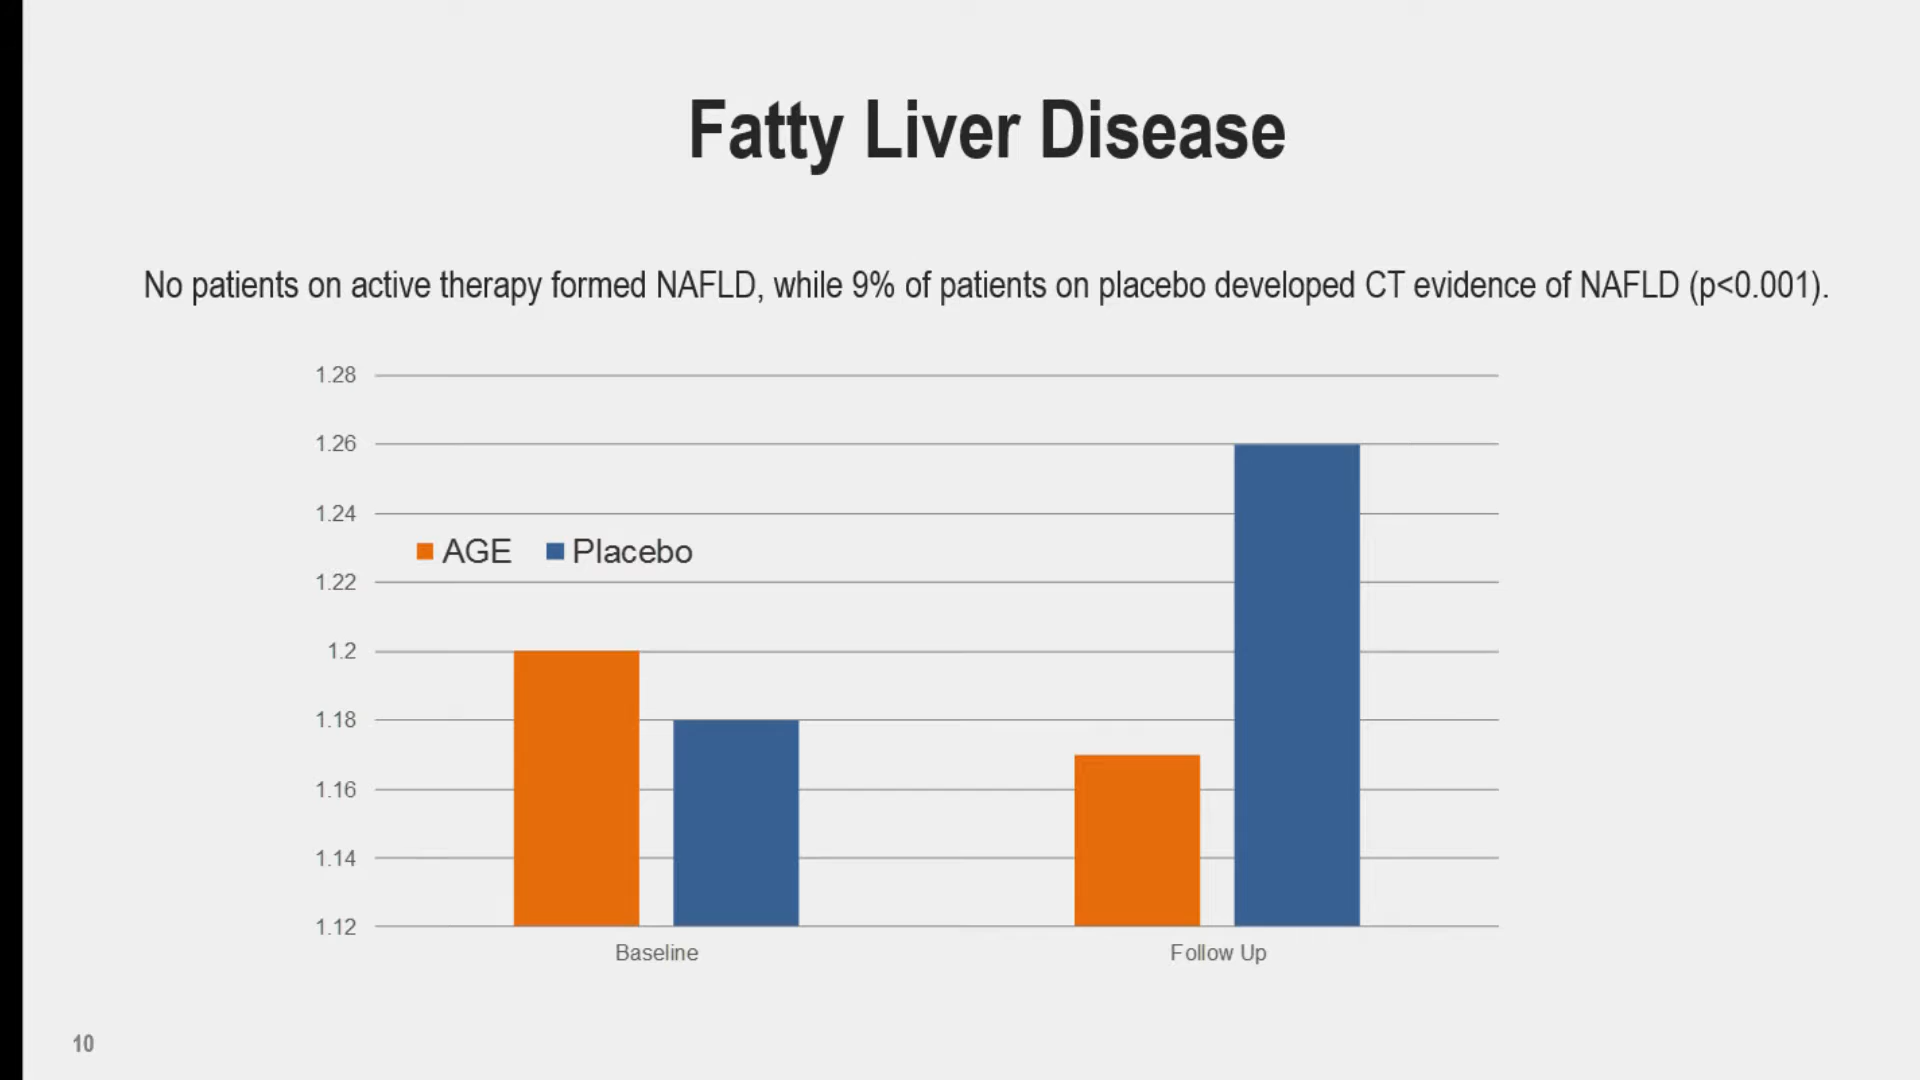 Fatty Liver Disease
No patients on active therapy formed NAFLD, while 9% of patients on placebo developed CT evidence of NAFLD (p<0.001).
1.28
1.26
1.24
AGE Placebo
1.22
1.2
1.18
1.16
1.14
1.12
Baseline Follow Up
10